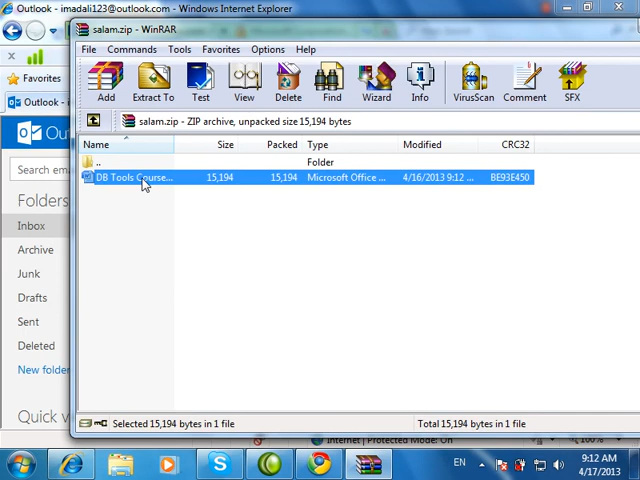 Outlook - imadali123@outlook.com - Windows Internet Explorer
salam.zip - WinRAR
File Commands Tools Favorites Options Help
Favorites
Add Extract To Test View Delete Find Wizard Info VirusScan Comment SFX
Outlook - i
salam.zip - ZIP archive, unpacked size 15,194 bytes
Name Size Packed Type Modified CRC32
.. Folder
DB Tools Course... 15,194 15,194 Microsoft Office ... 4/16/2013 9:12 ... BE93E450
Search ema
Folders
Inbox
Archive
Junk
Drafts
Sent
Deleted
New folder
Quick v
Selected 15,194 bytes in 1 file Total 15,194 bytes in 1 file
Internet | Protected Mode: On 100%
EN 9:12 AM
4/17/2013